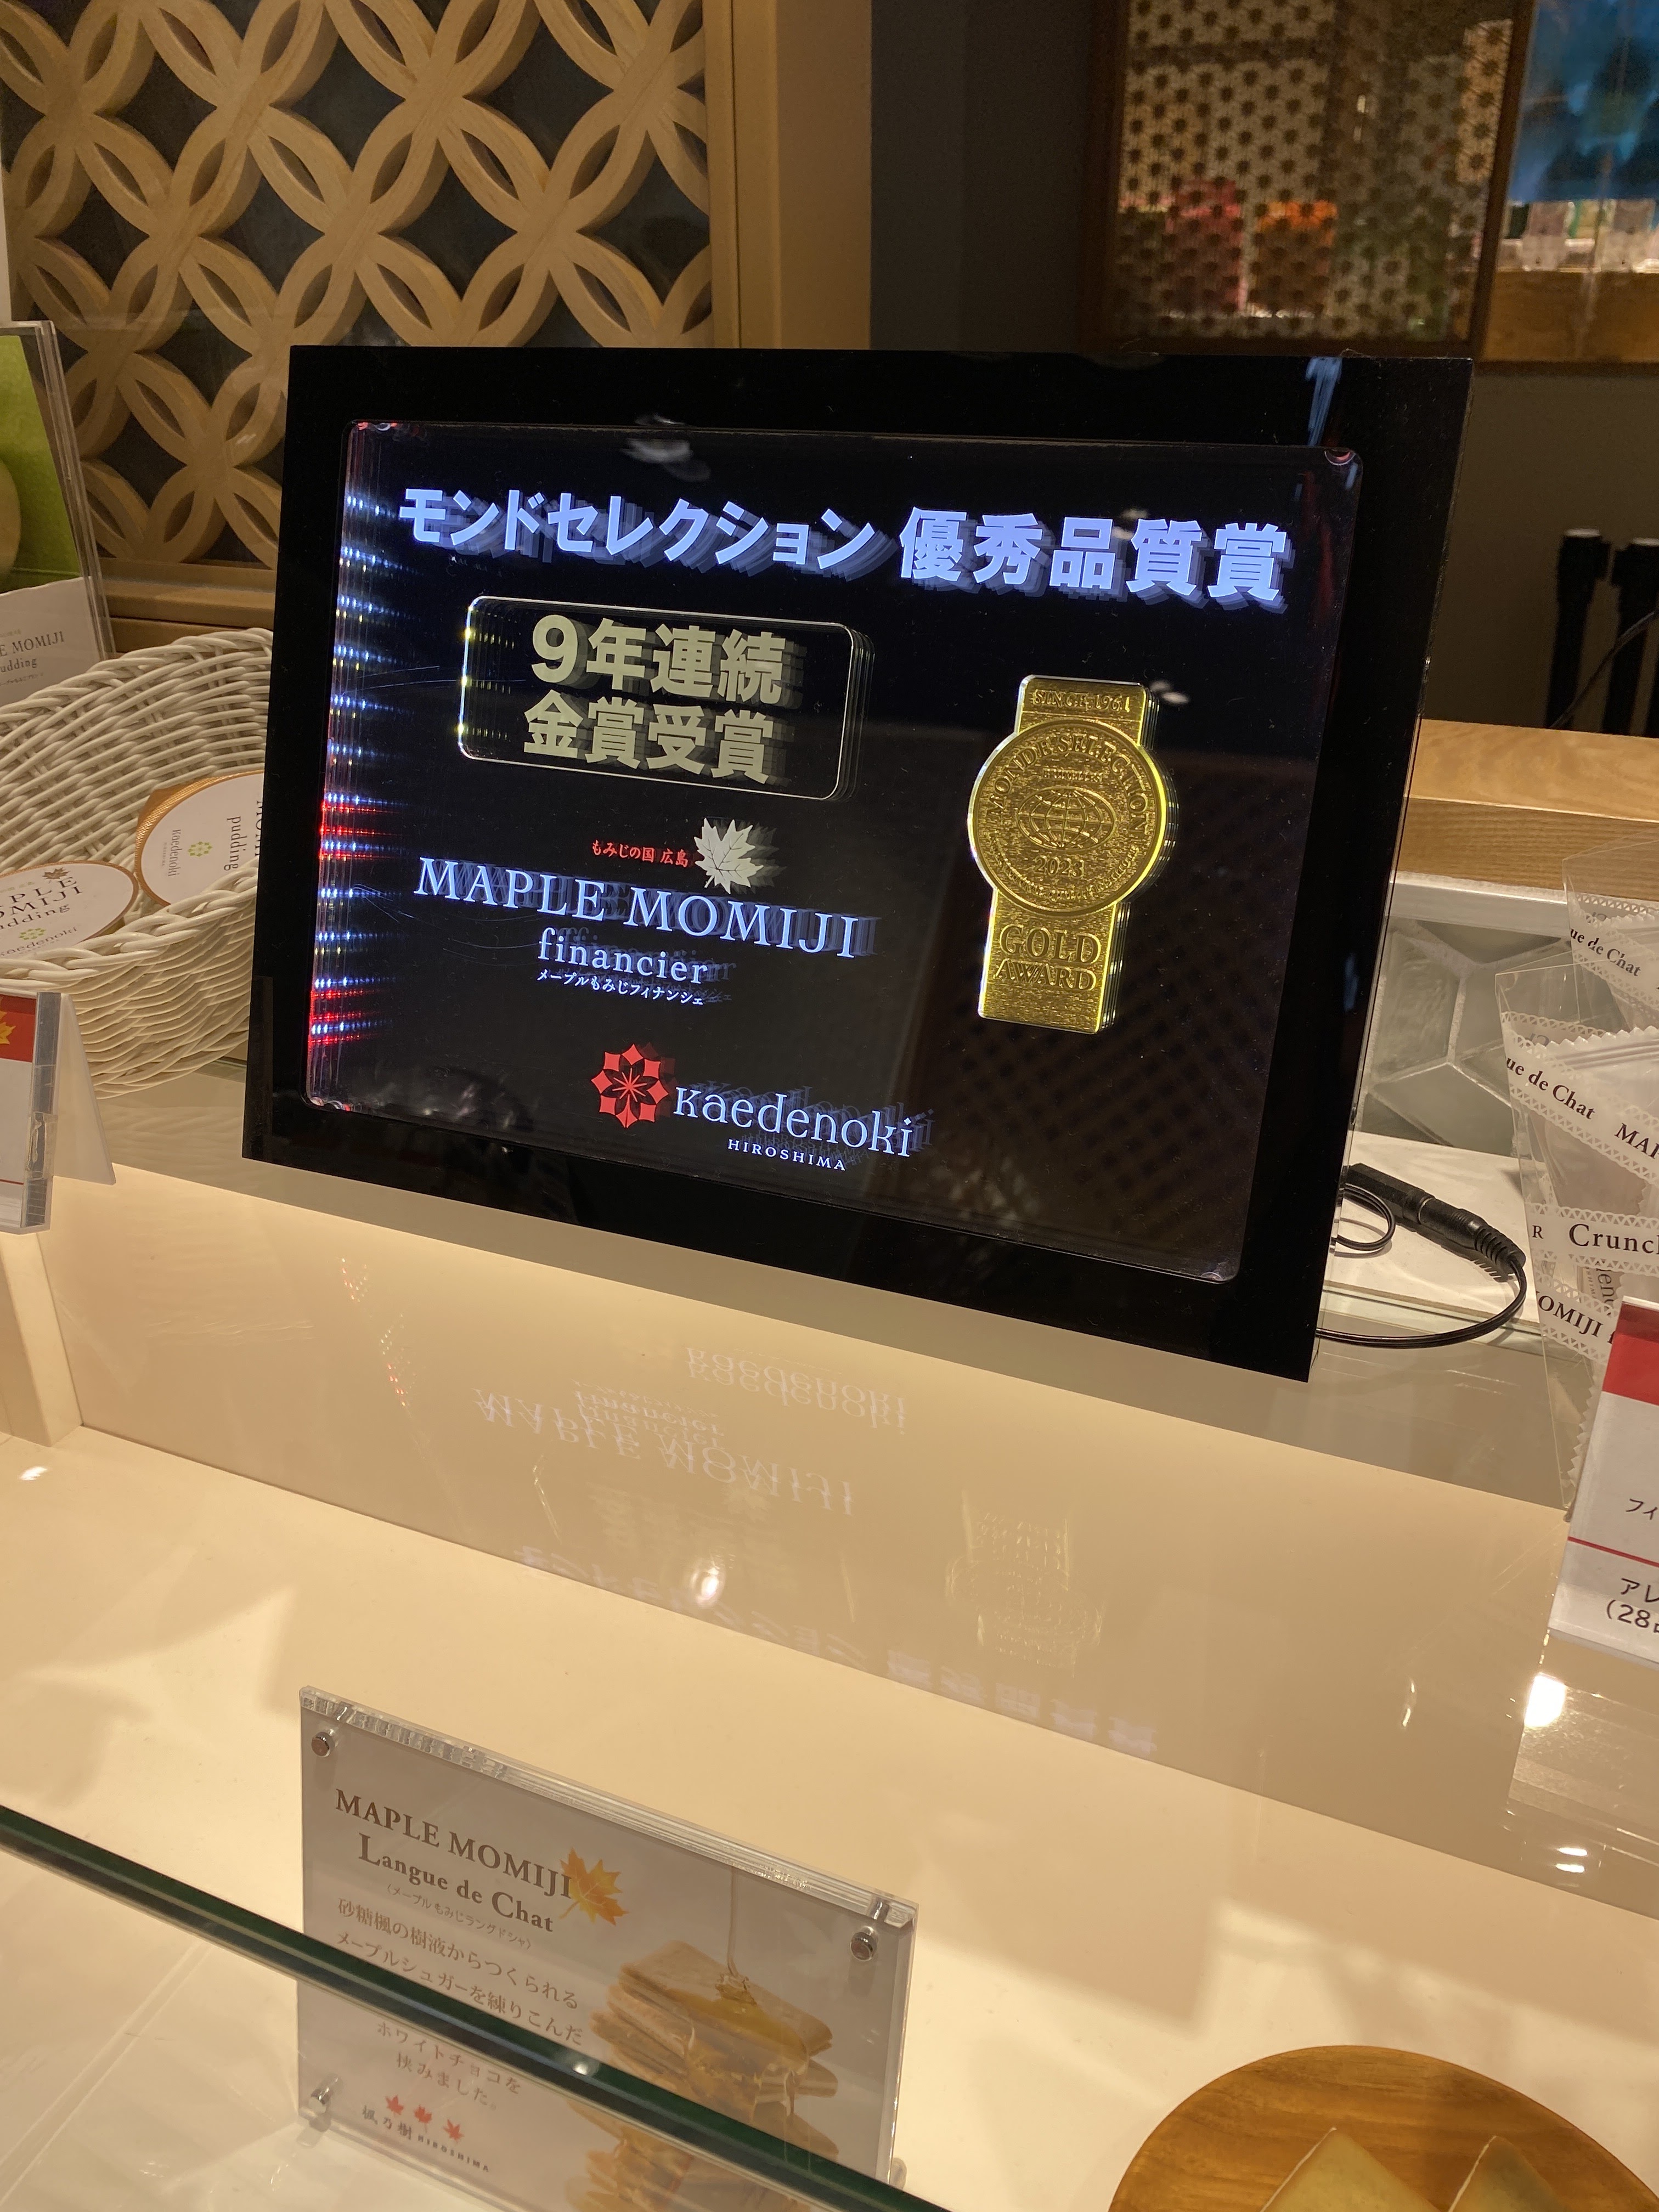 モンドセレクション 優秀品質賞
9年連続
金賞受賞
もみじの国 広島
MAPLE MOMIJI
financier
メープルもみじフィナンシェ
kaedenoki
HIROSHIMA
SINCE 1961
MONDE SELECTION
BRUXELLES
2023
GOLD
AWARD
MOMIJI
pudding
kaedenoki
pudding
kaedenoki
de Chat
de Chat
Crunch
OMIJI
(28
MAPLE MOMIJI
Langue de Chat
(メープルもみじラングドシャ)
砂糖楓の樹液からつくられる
メープルシュガーを練りこんだ
ホワイトチョコを
挟みました。
楓乃樹 HIROSHIMA